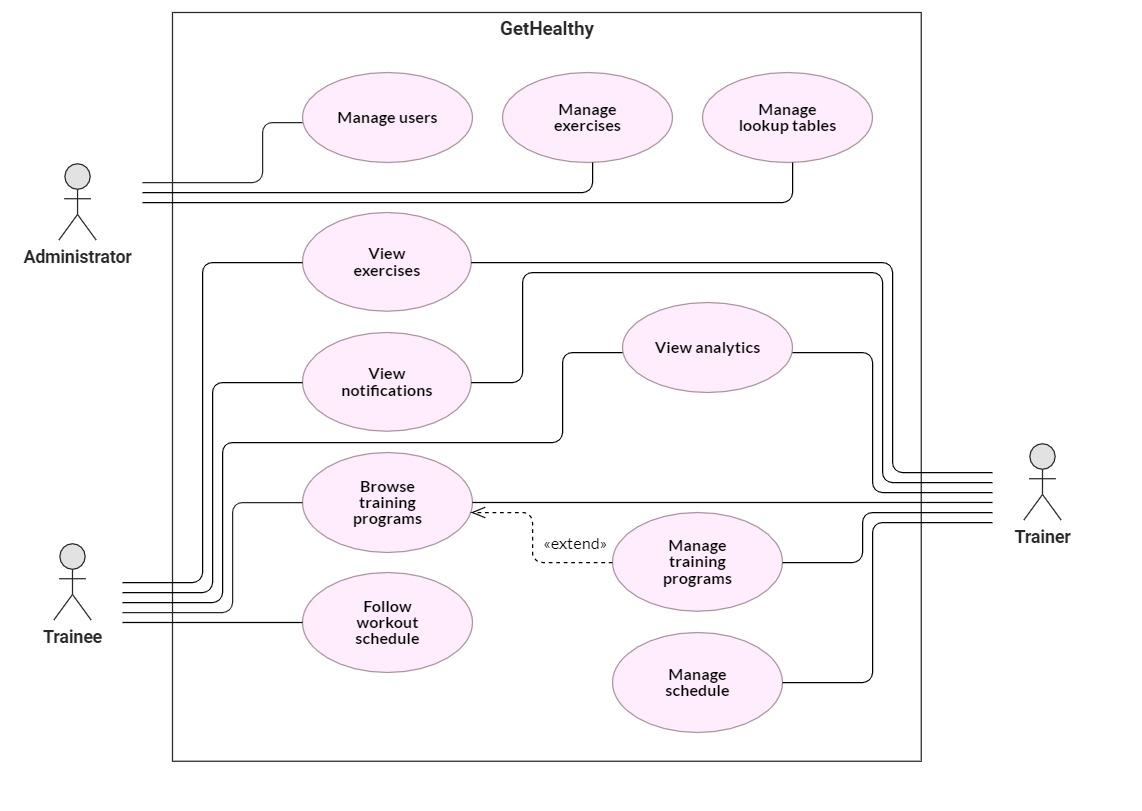 GetHealthy
Manage users
Manage
exercises
Manage
lookup tables
Administrator
View
exercises
View
notifications
View analytics
Browse
training
programs
«extend»
Manage
training
programs
Trainer
Trainee
Follow
workout
schedule
Manage
schedule